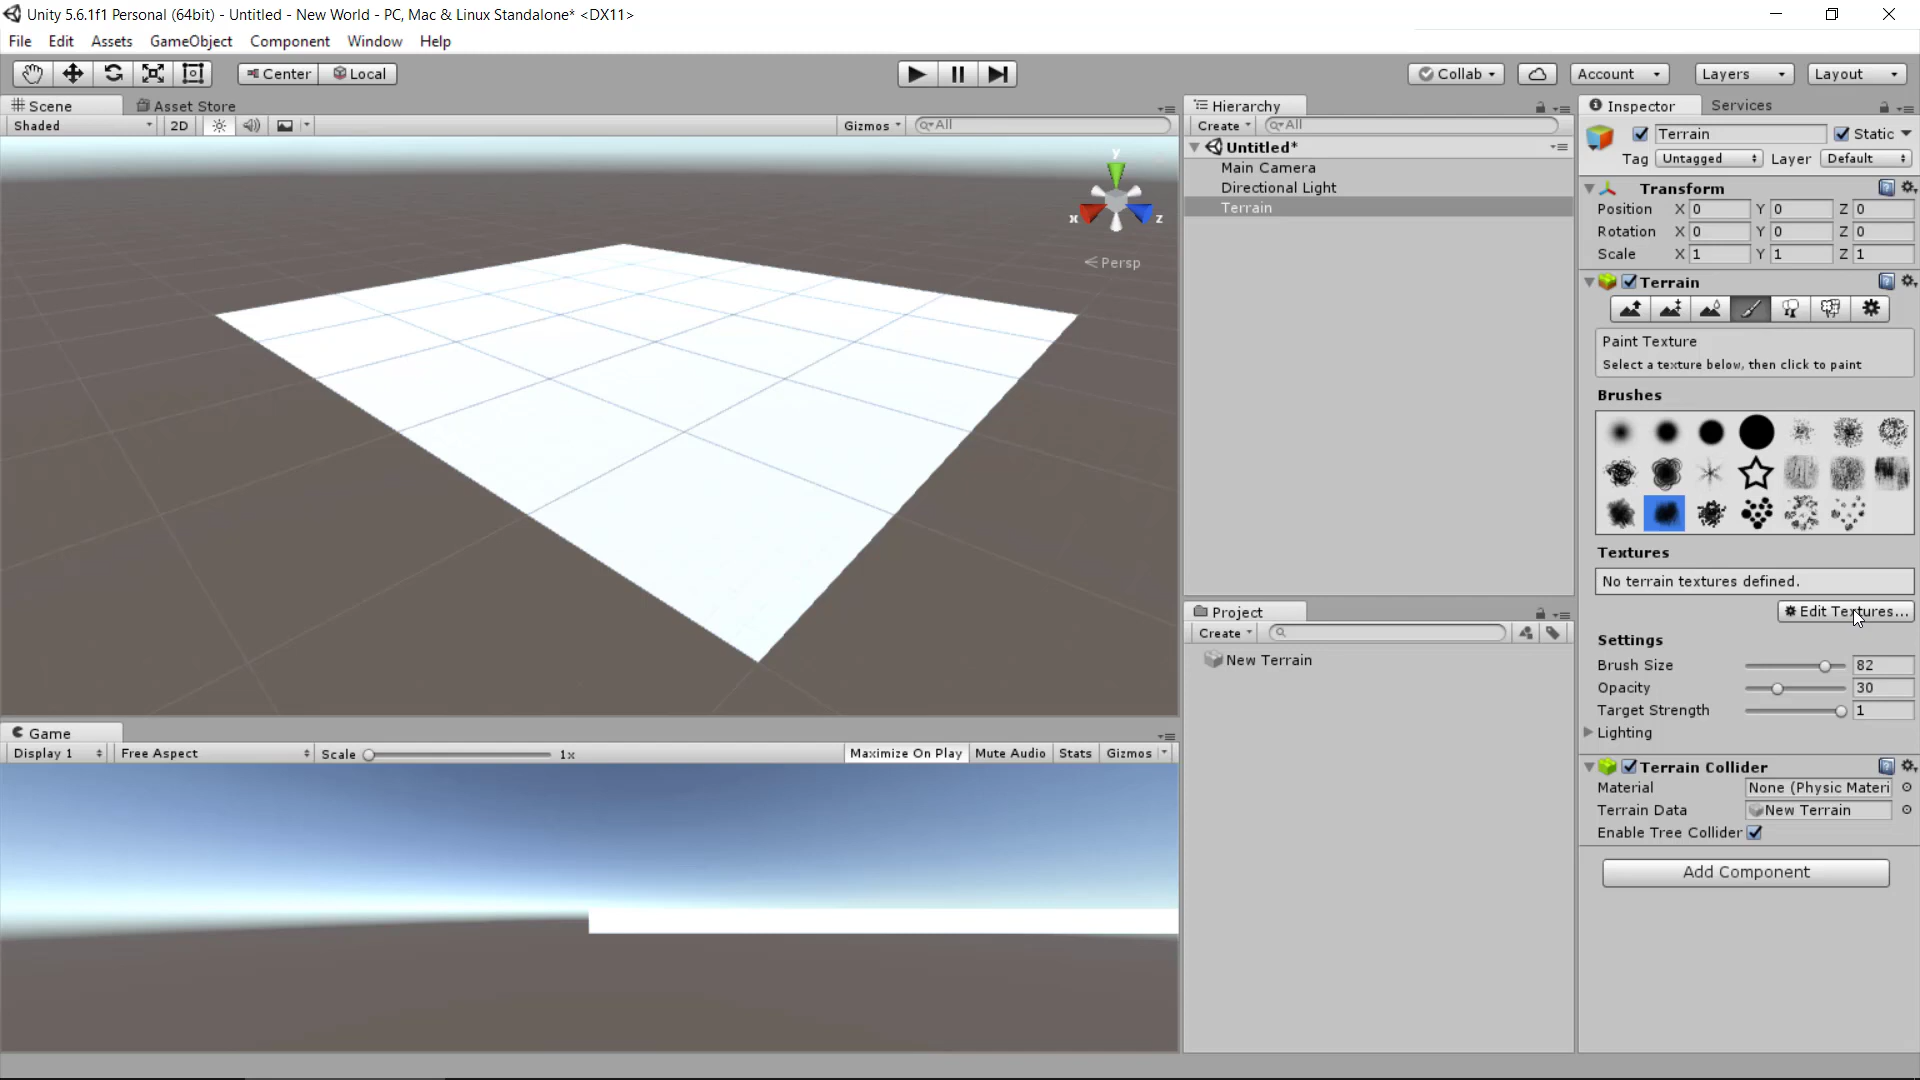 Unity 5.6.1f1 Personal (64bit) - Untitled - New World - PC, Mac & Linux Standalone* <DX11>
File Edit Assets GameObject Component Window Help
Center Local Collab Account Layers Layout
Scene Asset Store
Shaded 2D Gizmos All
y
x z
Persp
Game
Display 1 Free Aspect Scale 1x Maximize On Play Mute Audio Stats Gizmos
Hierarchy
Create All
Untitled*
Main Camera
Directional Light
Terrain
Project
Create
New Terrain
Inspector Services
Terrain Static
Tag Untagged Layer Default
Transform
Position X 0 Y 0 Z 0
Rotation X 0 Y 0 Z 0
Scale X 1 Y 1 Z 1
Terrain
Paint Texture
Select a texture below, then click to paint
Brushes
Textures
No terrain textures defined.
Edit Textures...
Settings
Brush Size 82
Opacity 30
Target Strength 1
Lighting
Terrain Collider
Material None (Physic Materi
Terrain Data New Terrain
Enable Tree Collider
Add Component